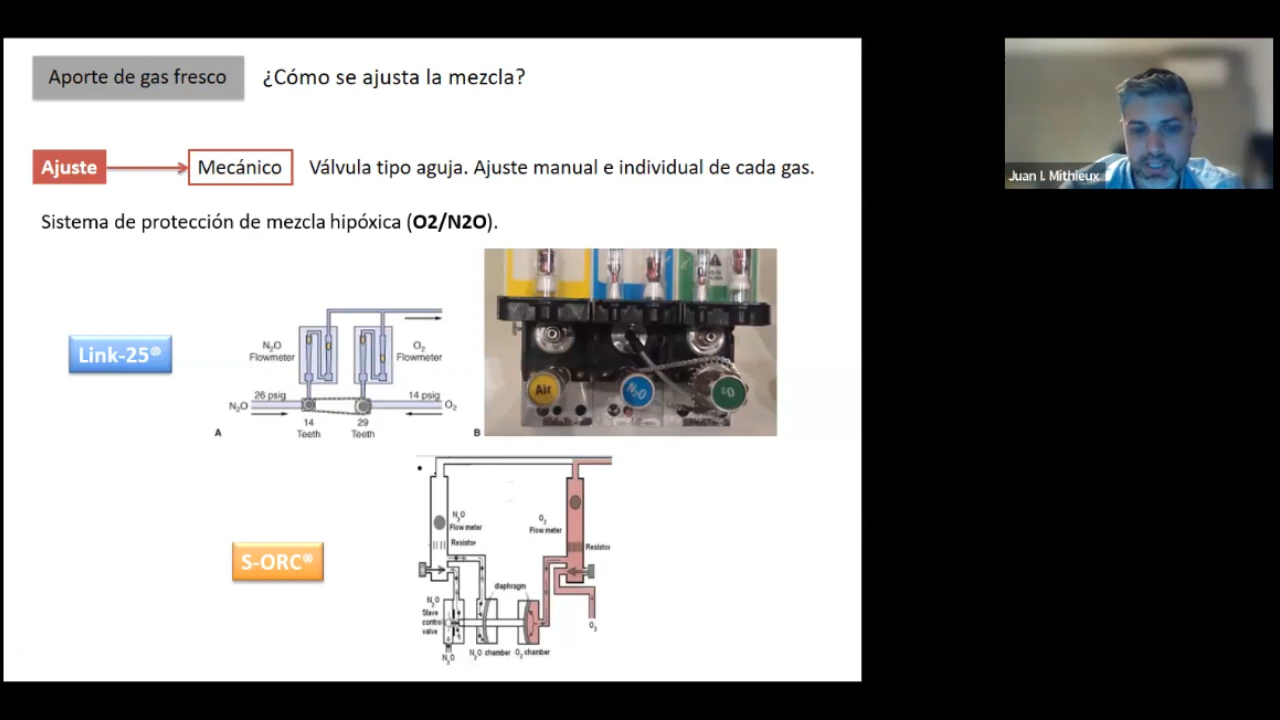 Aporte de gas fresco
¿Cómo se ajusta la mezcla?
Ajuste
Mecánico
Válvula tipo aguja. Ajuste manual e individual de cada gas.
Sistema de protección de mezcla hipóxica (O2/N2O).
Link-25®
N2O
Flowmeter
O2
Flowmeter
26 psig
14 psig
N2O
O2
14
Teeth
29
Teeth
A
B
Air
N2O
O2
S-ORC®
N2O
Flow meter
Resistor
O2
Flow meter
Resistor
diaphragm
N2O
Slave
control
valve
N2O
N2O chamber
O2 chamber
O2
Juan I. Mithieux